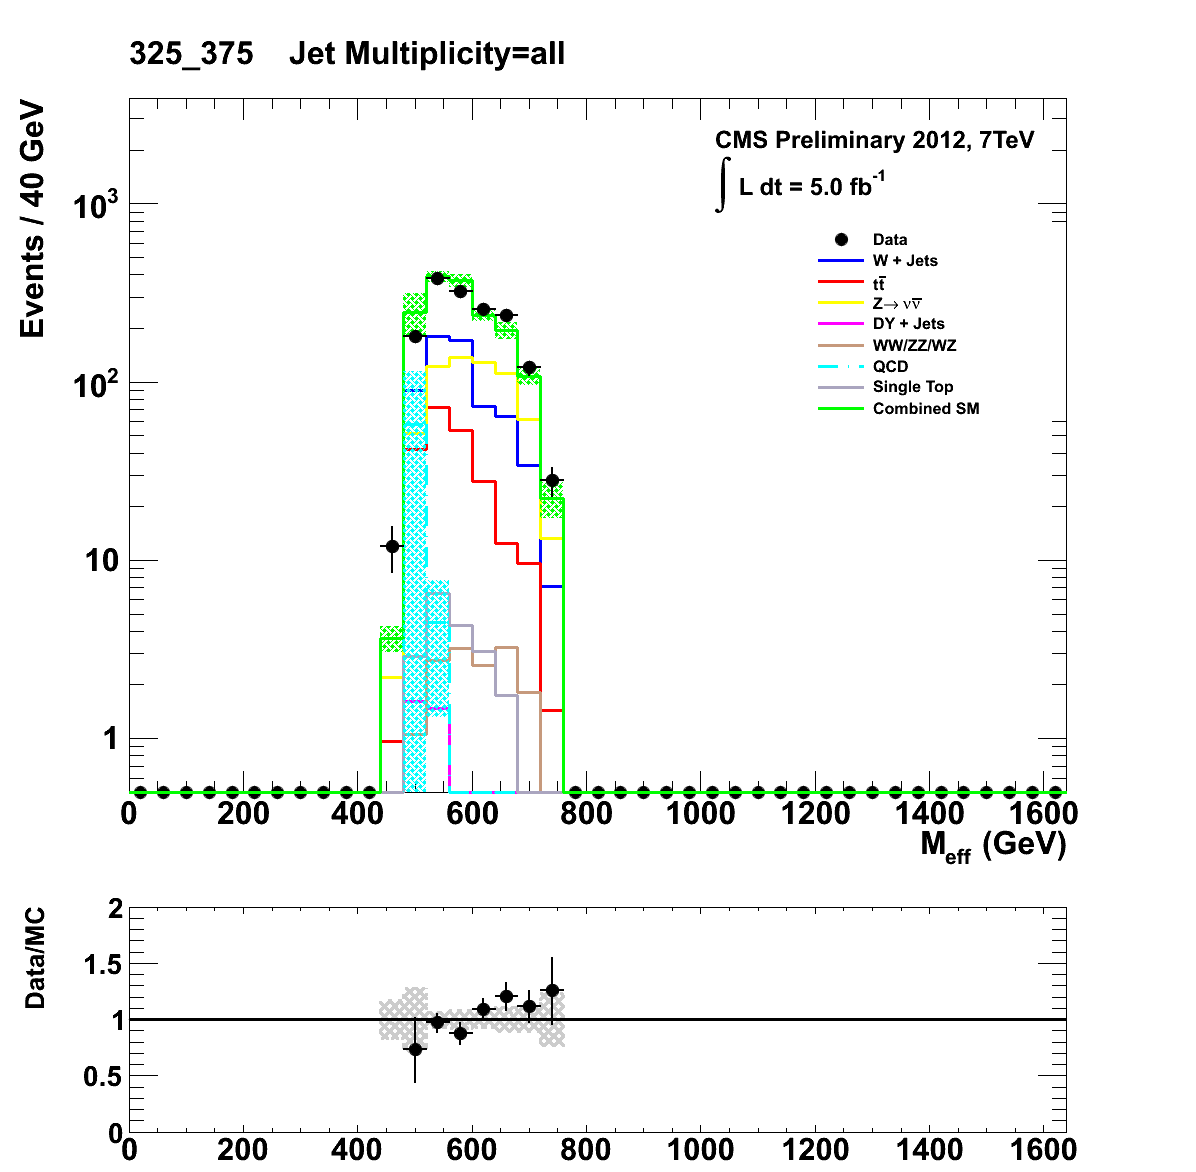 325_375 Jet Multiplicity=all
Events / 40 GeV
CMS Preliminary 2012, 7TeV
∫ L dt = 5.0 fb⁻¹
Data
W + Jets
tt̅
Z→ νν̅
DY + Jets
WW/ZZ/WZ
QCD
Single Top
Combined SM
10³
10²
10
1
0 200 400 600 800 1000 1200 1400 1600
M_eff (GeV)
Data/MC
2
1.5
1
0.5
0
0 200 400 600 800 1000 1200 1400 1600